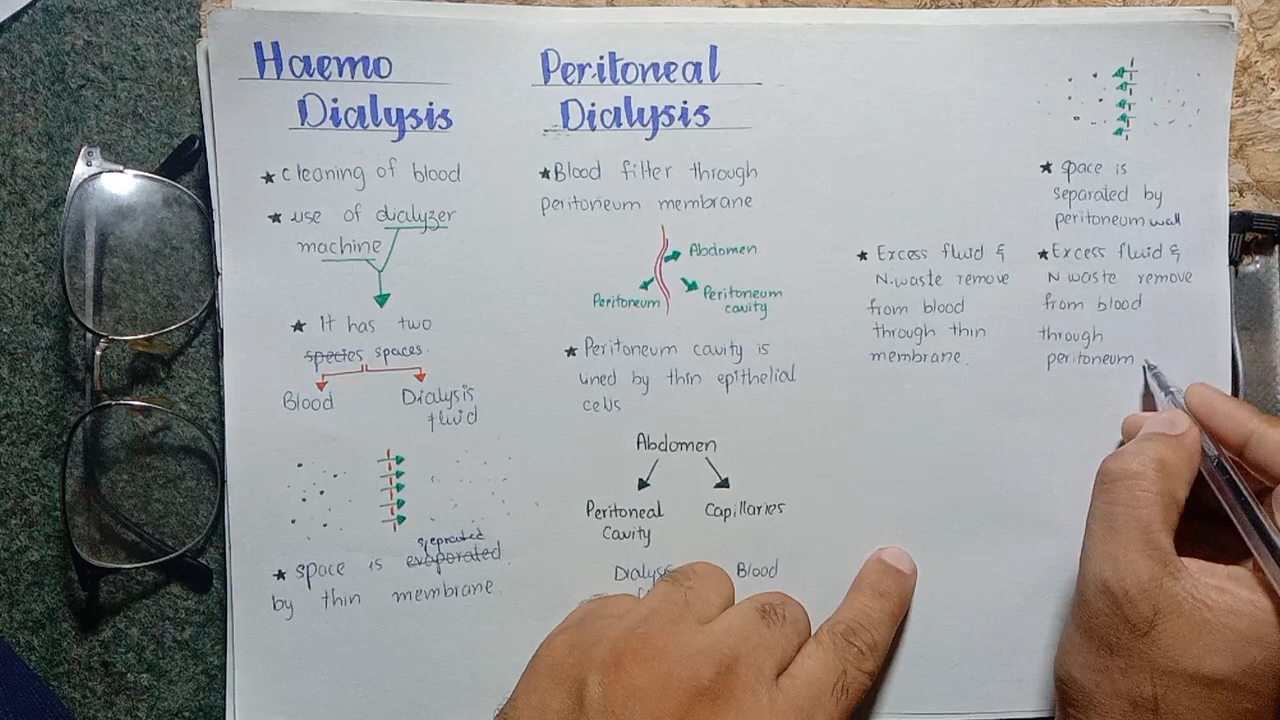 Haemo
Dialysis
★ cleaning of blood
★ use of dialyzer
machine
★ It has two
species spaces.
Blood
Dialysis
fluid
seprated
★ space is evaporated
by thin membrane.
Peritoneal
Dialysis
★ Blood filter through
peritoneum membrane
Abdomen
Peritoneum
Peritoneum
cavity
★ Peritoneum cavity is
lined by thin epithelial
cells
Abdomen
Peritoneal
Cavity
Capillaries
Blood
★ Excess fluid &
N.waste remove
from blood
through thin
membrane.
★ space is
separated by
peritoneum wall
★ Excess fluid &
N waste remove
from blood
through
peritoneum